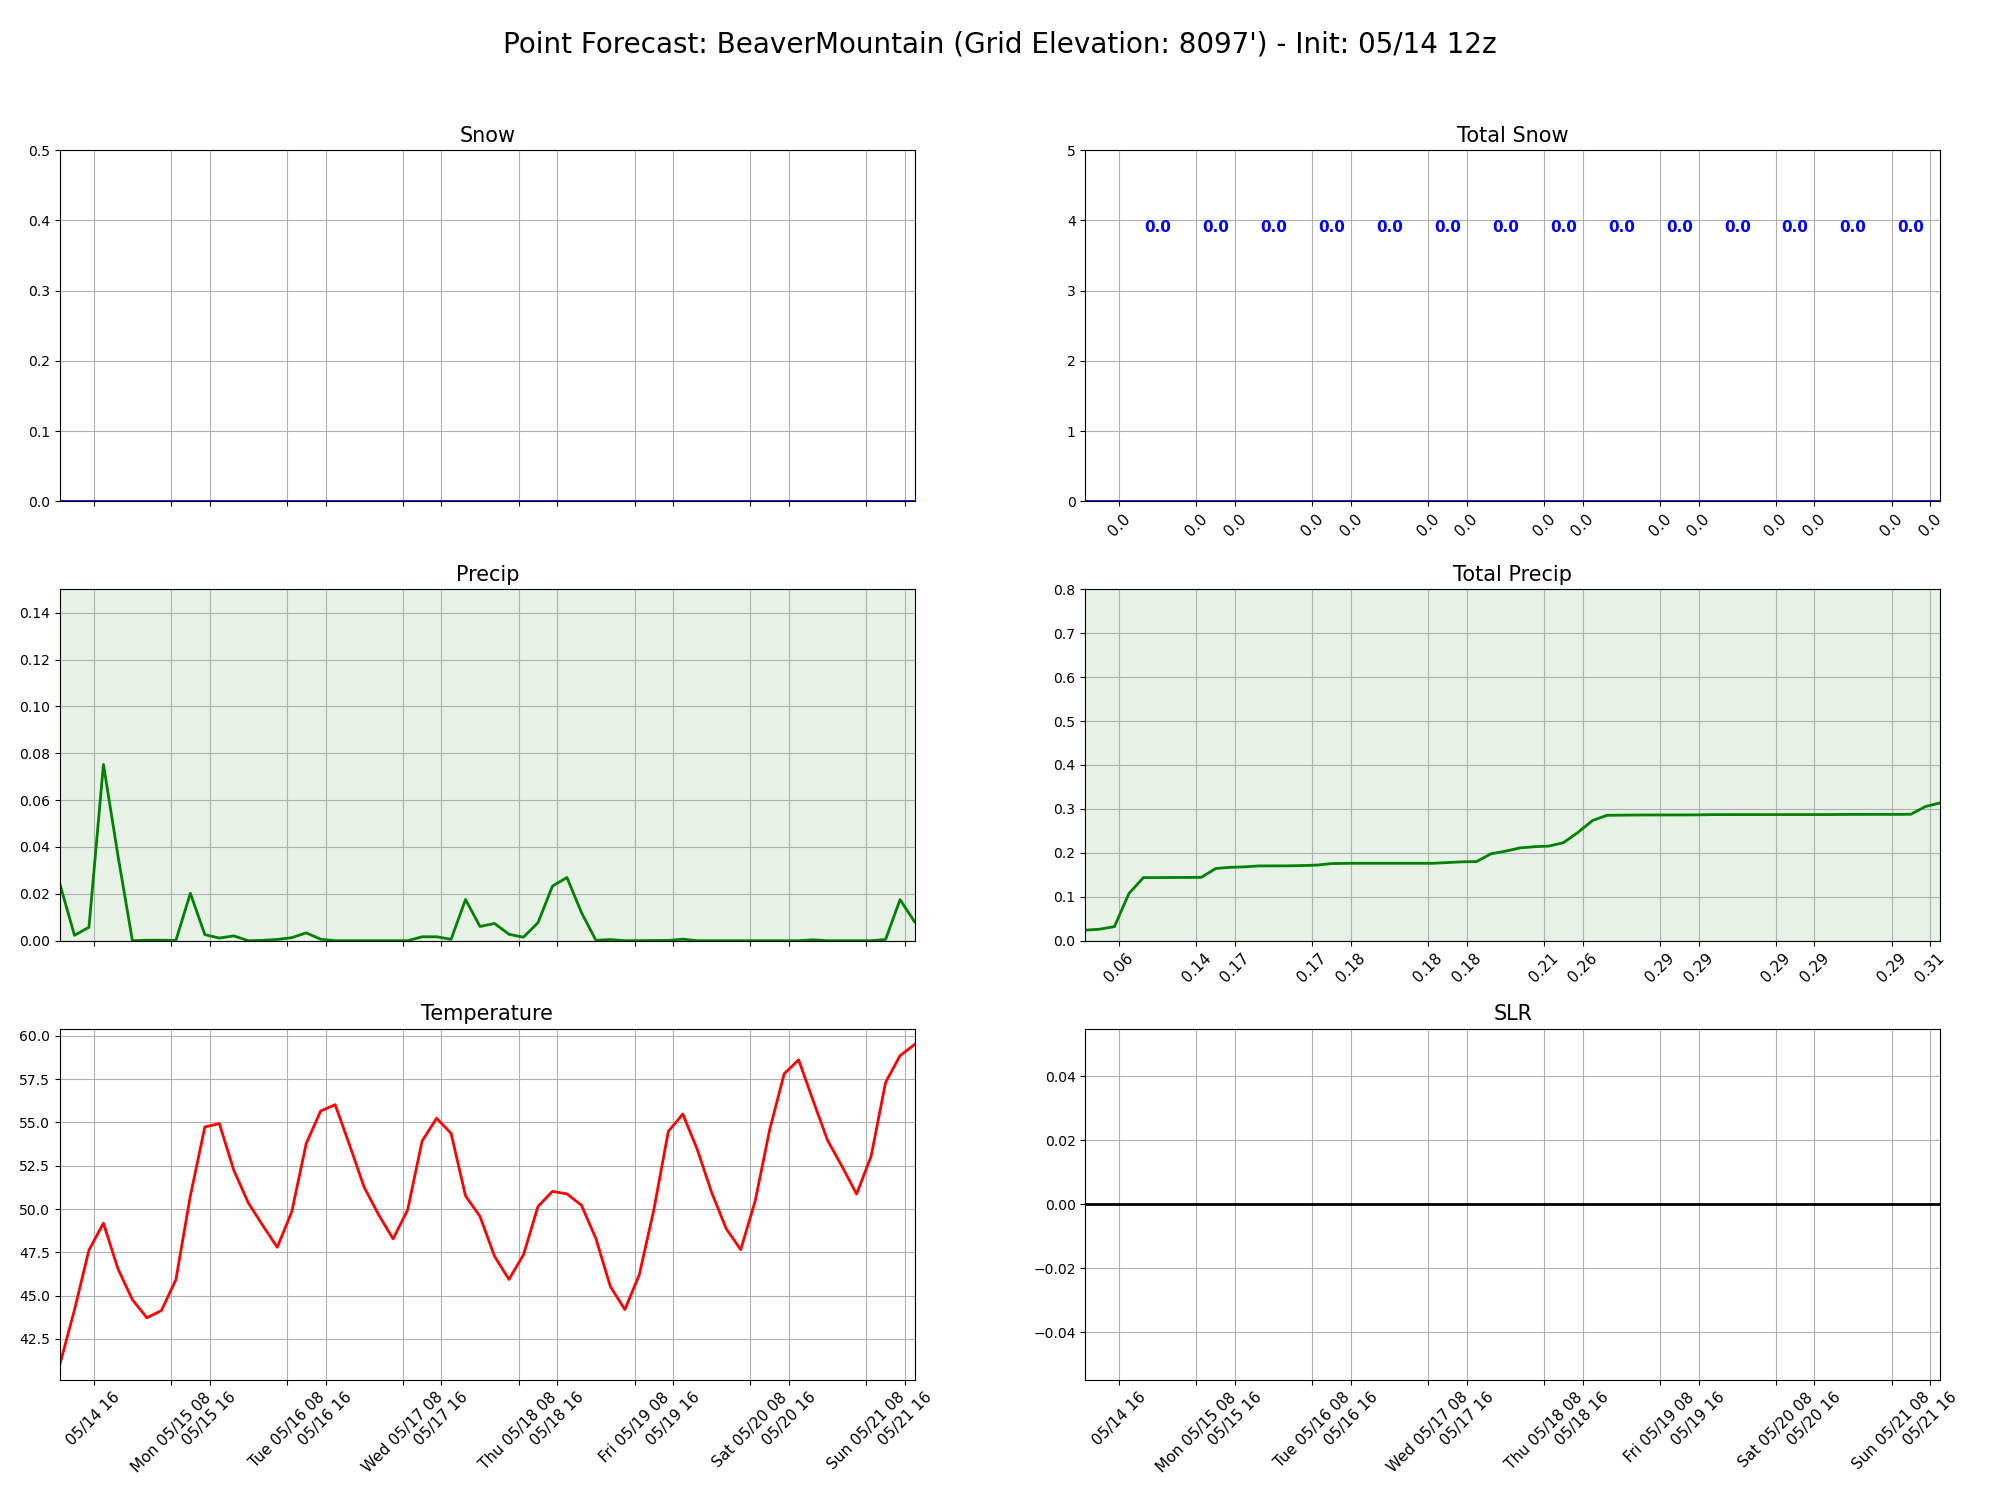 Point Forecast: BeaverMountain (Grid Elevation: 8097') - Init: 05/14 12z
Snow
0.5
0.4
0.3
0.2
0.1
0.0
Total Snow
5
4
3
2
1
0
0.0 0.0 0.0 0.0 0.0 0.0 0.0 0.0 0.0 0.0 0.0 0.0 0.0 0.0
0.0 0.0 0.0 0.0 0.0 0.0 0.0 0.0 0.0 0.0 0.0 0.0 0.0 0.0 0.0
Precip
0.14
0.12
0.10
0.08
0.06
0.04
0.02
0.00
Total Precip
0.8
0.7
0.6
0.5
0.4
0.3
0.2
0.1
0.0
0.06 0.14 0.17 0.17 0.18 0.18 0.18 0.21 0.26 0.29 0.29 0.29 0.29 0.29 0.31
Temperature
60.0
57.5
55.0
52.5
50.0
47.5
45.0
42.5
05/14 16
Mon 05/15 08
05/15 16
Tue 05/16 08
05/16 16
Wed 05/17 08
05/17 16
Thu 05/18 08
05/18 16
Fri 05/19 08
05/19 16
Sat 05/20 08
05/20 16
Sun 05/21 08
05/21 16
SLR
0.04
0.02
0.00
−0.02
−0.04
05/14 16
Mon 05/15 08
05/15 16
Tue 05/16 08
05/16 16
Wed 05/17 08
05/17 16
Thu 05/18 08
05/18 16
Fri 05/19 08
05/19 16
Sat 05/20 08
05/20 16
Sun 05/21 08
05/21 16